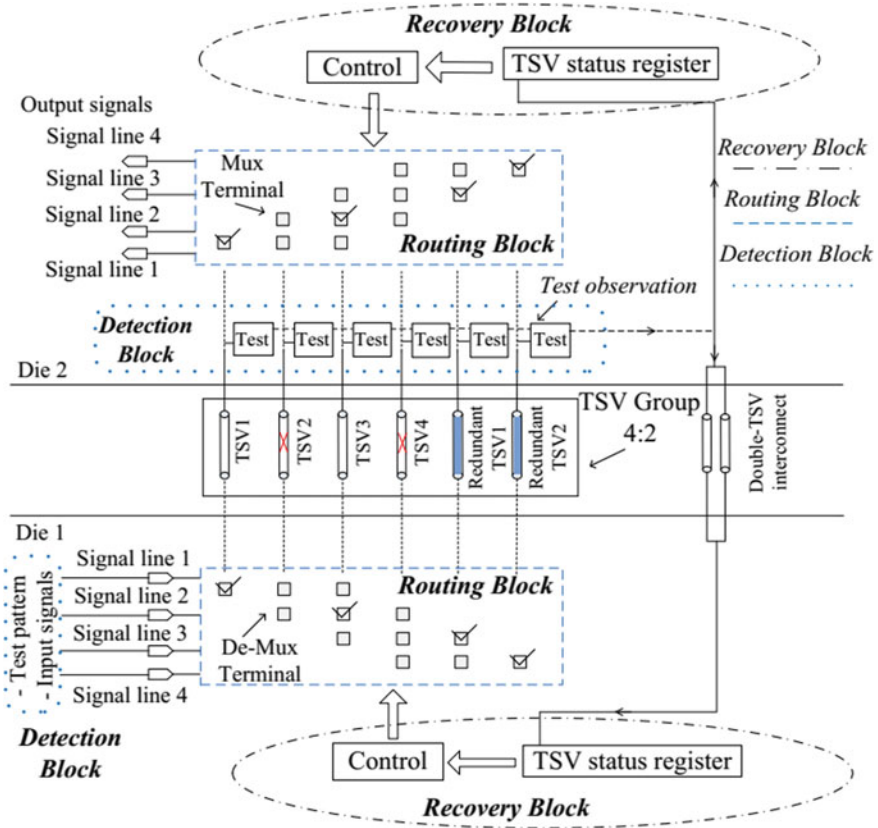 Recovery Block
Control
TSV status register
Output signals
Signal line 4
Signal line 3
Signal line 2
Signal line 1
Mux
Terminal
Routing Block
Recovery Block
Routing Block
Detection Block
Test observation
Detection
Block
Test
Test
Test
Test
Test
Test
Die 2
TSV1
TSV2
TSV3
TSV4
Redundant
TSV1
Redundant
TSV2
TSV Group
4:2
Double-TSV
interconnect
Die 1
- Test pattern
- Input signals
Signal line 1
Signal line 2
Signal line 3
Signal line 4
Routing Block
De-Mux
Terminal
Detection
Block
Control
TSV status register
Recovery Block